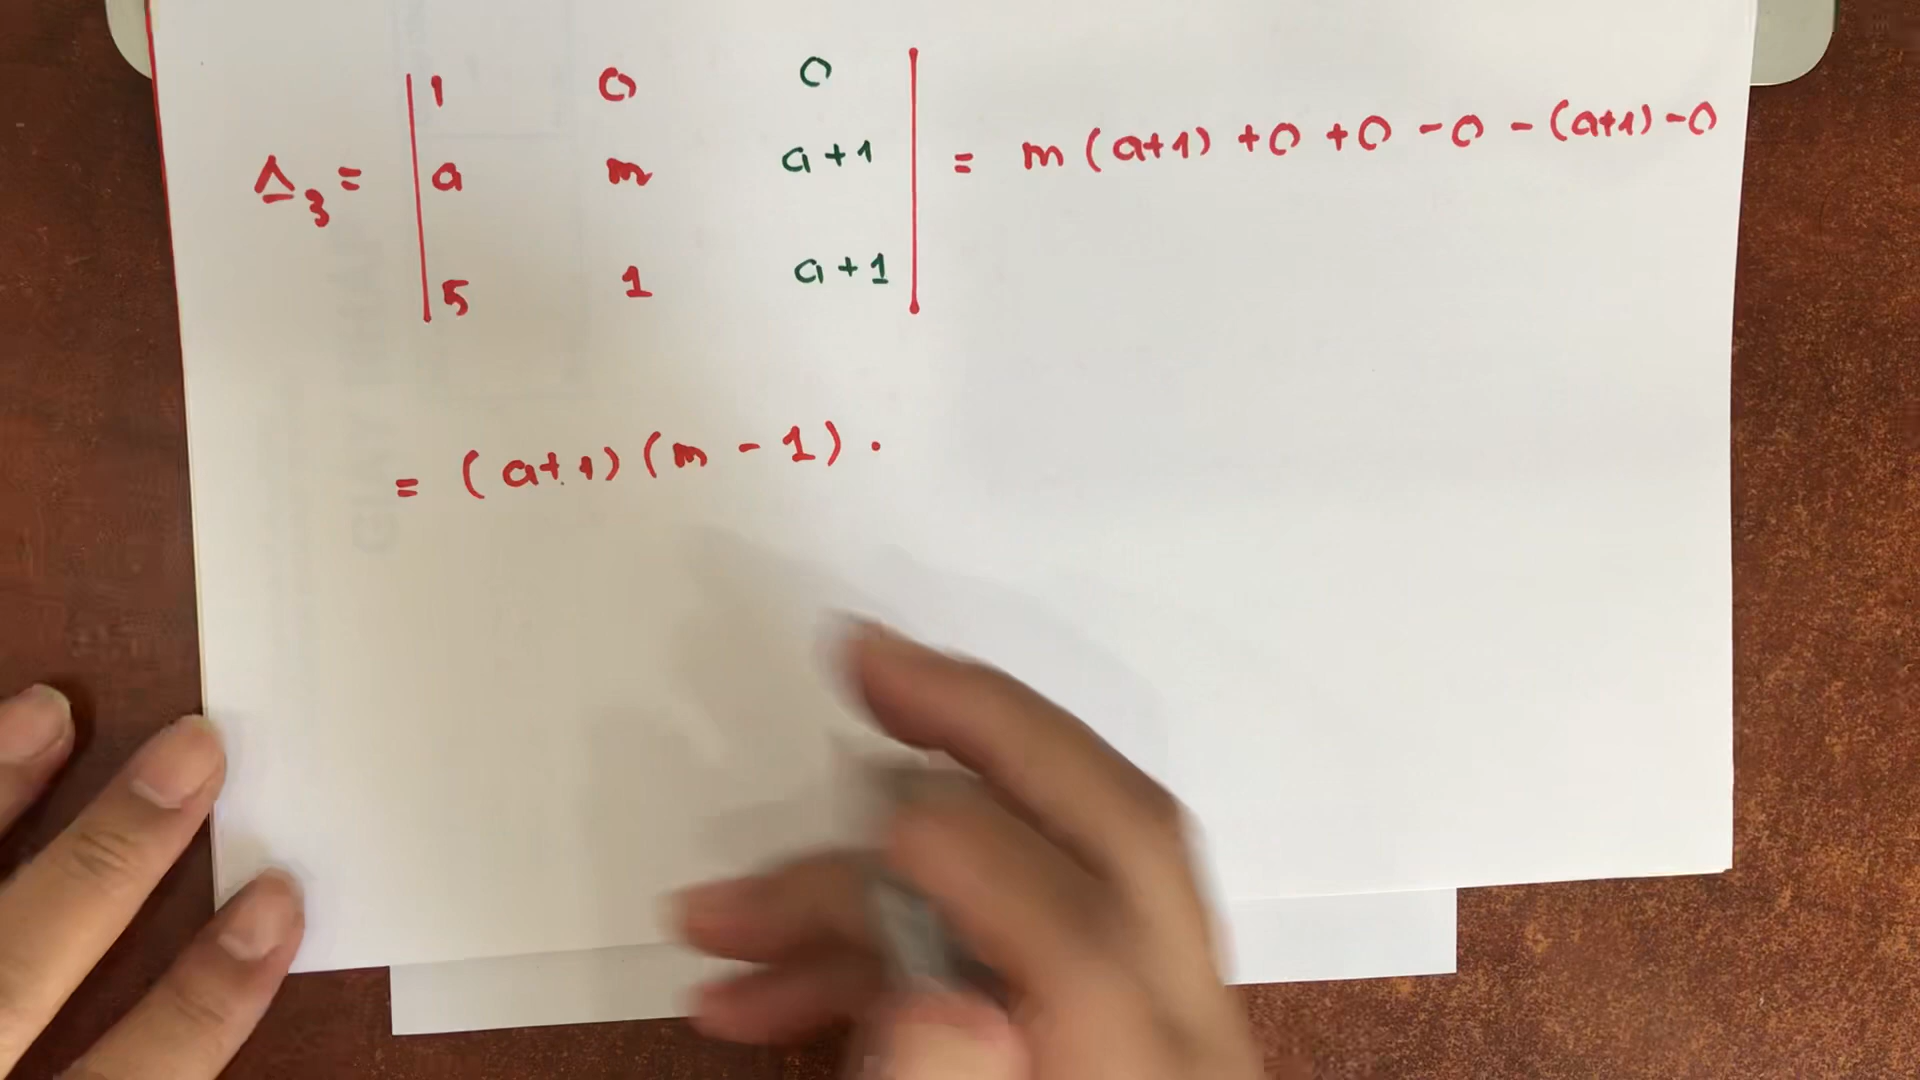 Δ₃ = | 1 0 0 |
| a m a+1 | = m(a+1) +0 +0 -0 -(a+1) -0
| 5 1 a+1 |
= (a+1)(m-1).